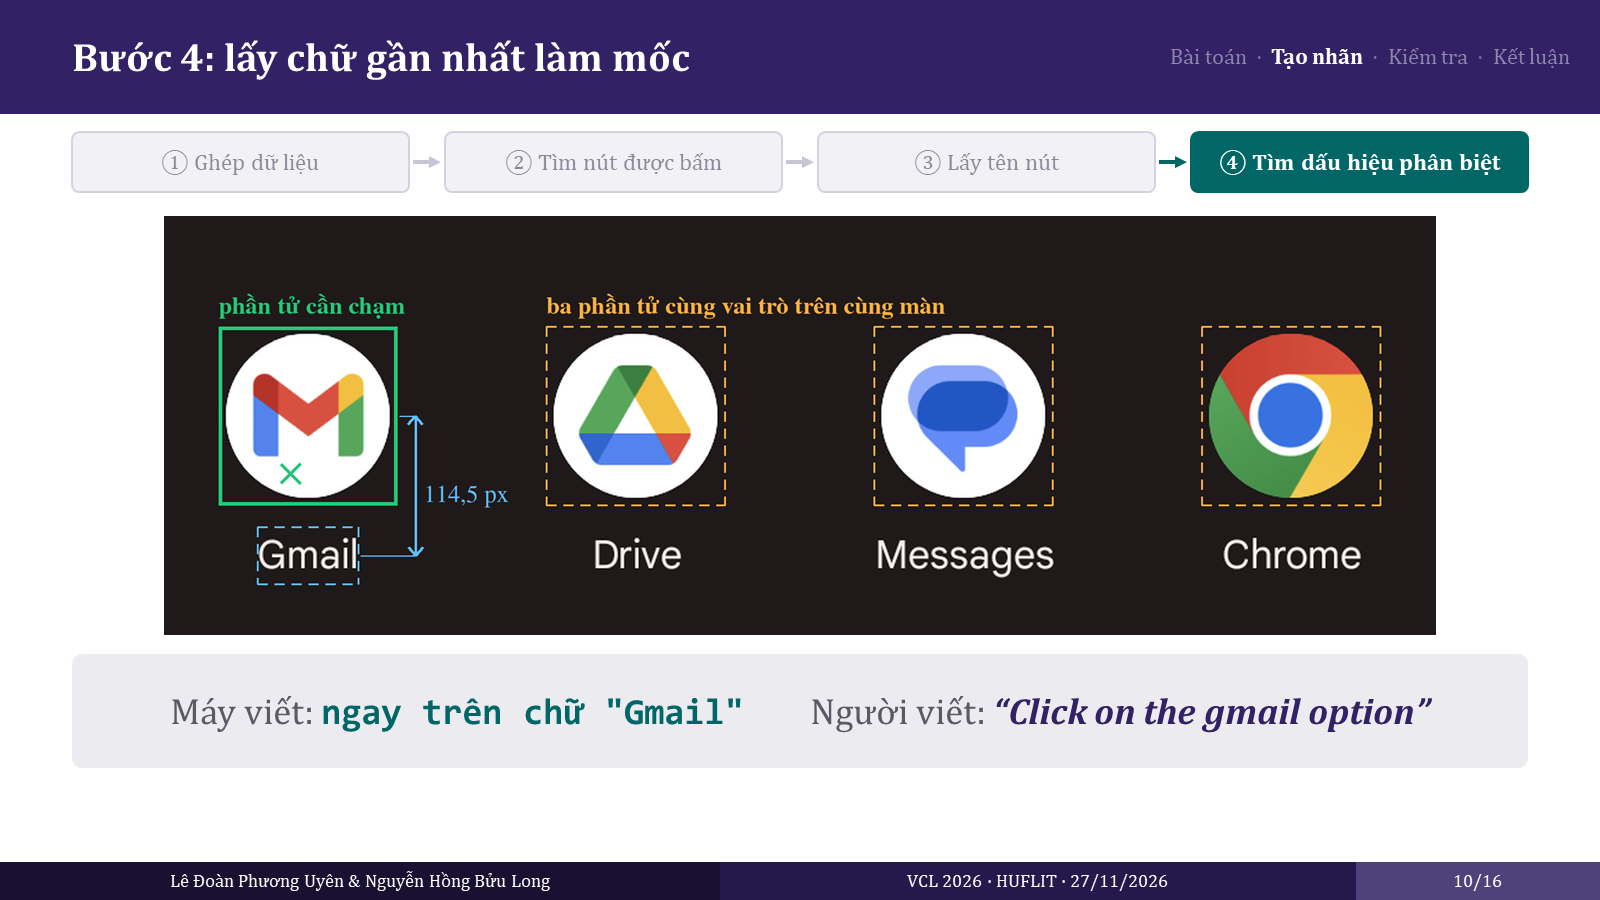 Bước 4: lấy chữ gần nhất làm mốc
Bài toán · Tạo nhãn · Kiểm tra · Kết luận
① Ghép dữ liệu
② Tìm nút được bấm
③ Lấy tên nút
④ Tìm dấu hiệu phân biệt
phần tử cần chạm
ba phần tử cùng vai trò trên cùng màn
114,5 px
Gmail
Drive
Messages
Chrome
Máy viết: ngay trên chữ "Gmail"
Người viết: “Click on the gmail option”
Lê Đoàn Phương Uyên & Nguyễn Hồng Bửu Long
VCL 2026 · HUFLIT · 27/11/2026
10/16